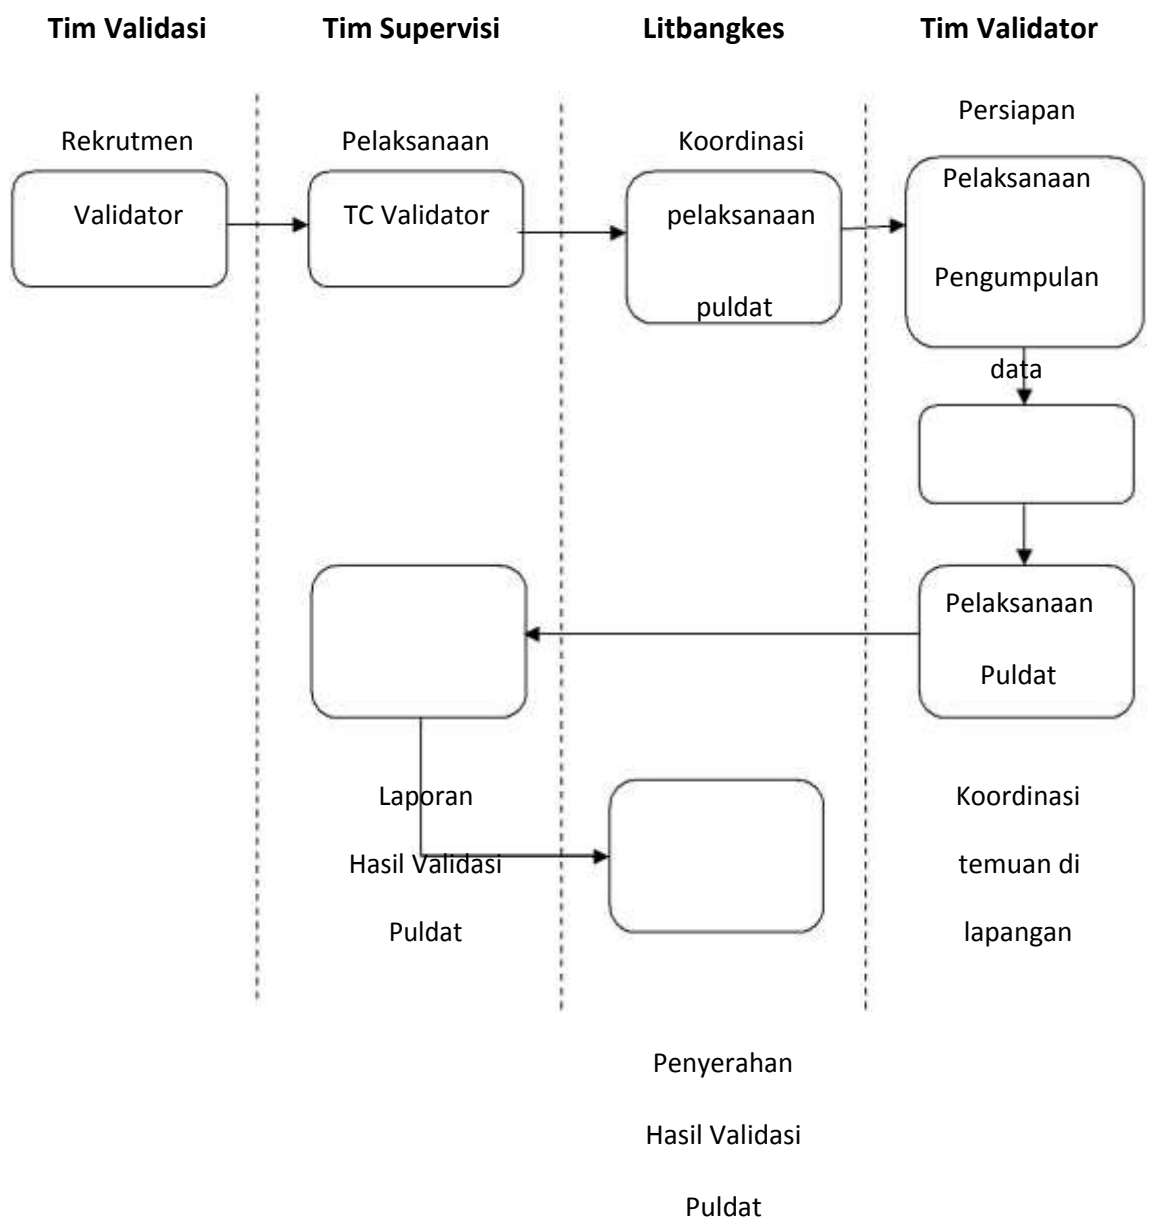 Tim Validasi
Tim Supervisi
Litbangkes
Tim Validator
Rekrutmen
Validator
Pelaksanaan
TC Validator
Koordinasi
pelaksanaan
puldat
Persiapan
Pelaksanaan
Pengumpulan
data
Pelaksanaan
Puldat
Laporan
Hasil Validasi
Puldat
Koordinasi
temuan di
lapangan
Penyerahan
Hasil Validasi
Puldat